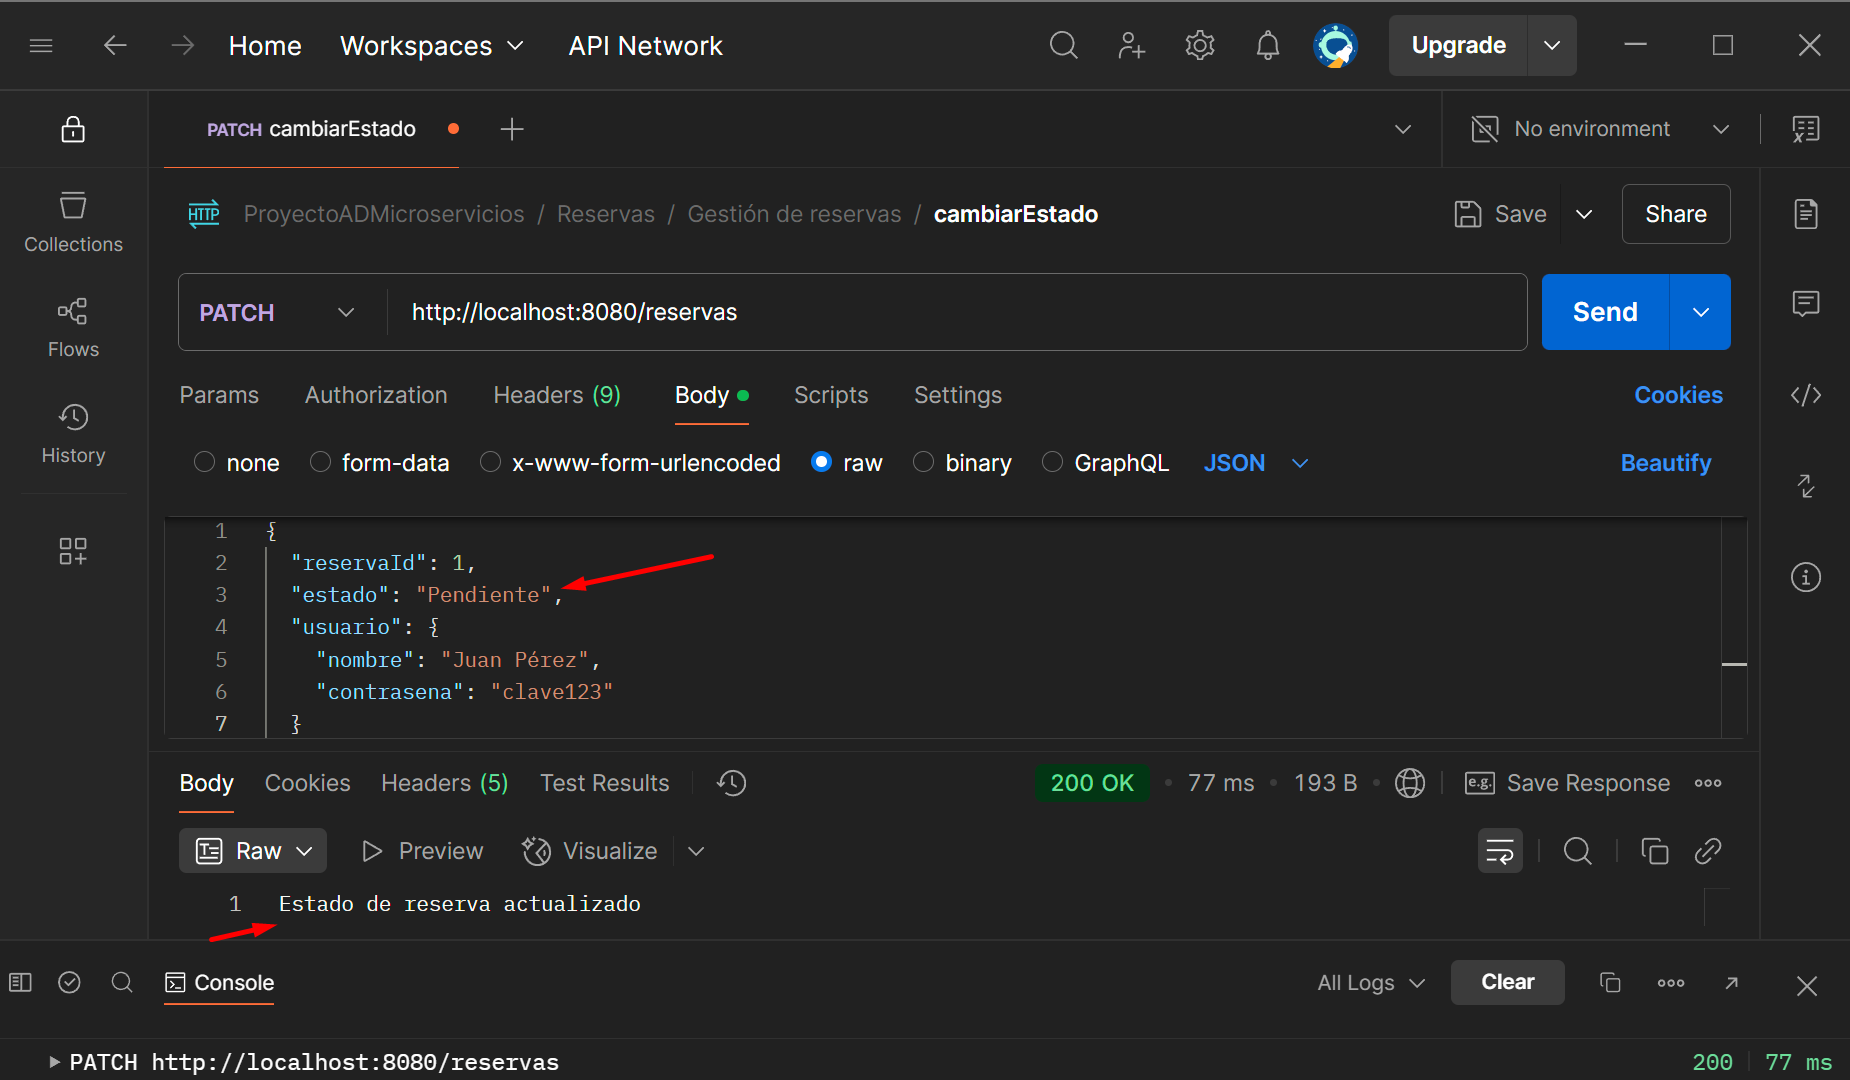 Home Workspaces API Network Upgrade
PATCH cambiarEstado No environment
HTTP ProyectoADMicroservicios / Reservas / Gestión de reservas / cambiarEstado Save Share
Collections
PATCH http://localhost:8080/reservas Send
Flows
Params Authorization Headers (9) Body Scripts Settings Cookies
History
none form-data x-www-form-urlencoded raw binary GraphQL JSON Beautify
1 {
2 "reservaId": 1,
3 "estado": "Pendiente",
4 "usuario": {
5 "nombre": "Juan Pérez",
6 "contrasena": "clave123"
7 }
Body Cookies Headers (5) Test Results 200 OK • 77 ms • 193 B • e.g. Save Response
Raw Preview Visualize
1 Estado de reserva actualizado
Console All Logs Clear
PATCH http://localhost:8080/reservas 200 77 ms